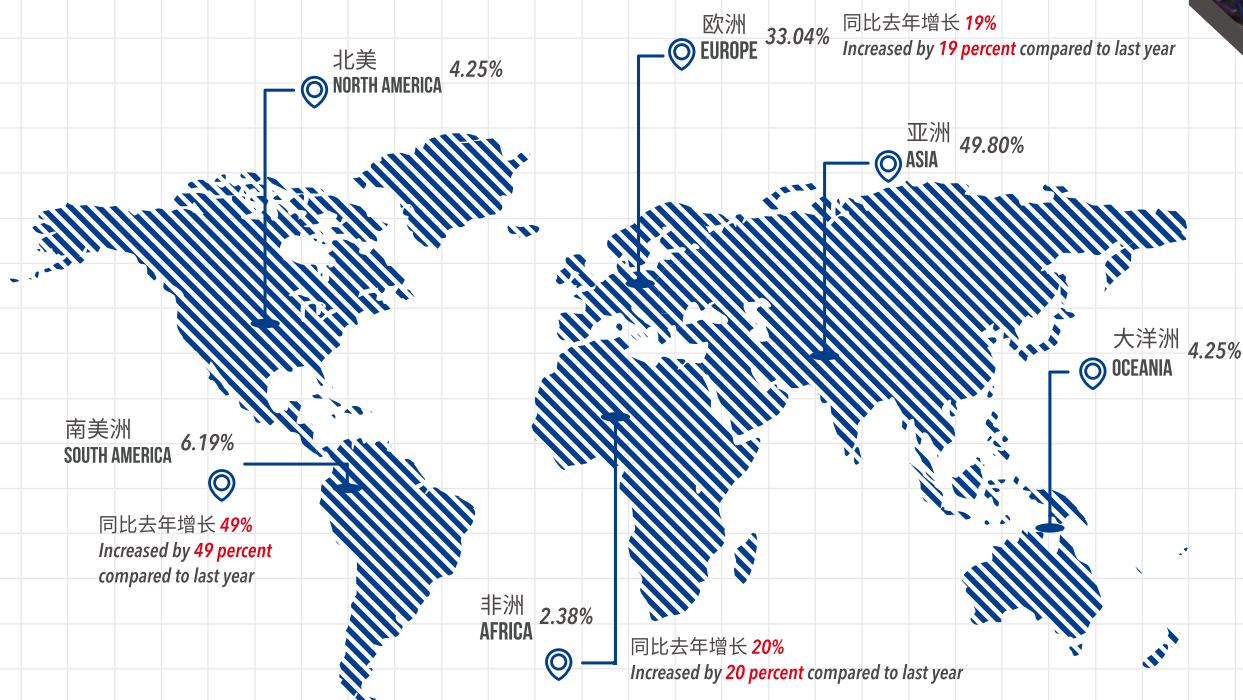 欧洲
EUROPE
33.04%
同比去年增长 19%
Increased by 19 percent compared to last year
北美
NORTH AMERICA
4.25%
亚洲
ASIA
49.80%
大洋洲
OCEANIA
4.25%
南美洲
SOUTH AMERICA
6.19%
同比去年增长 49%
Increased by 49 percent
compared to last year
非洲
AFRICA
2.38%
同比去年增长 20%
Increased by 20 percent compared to last year